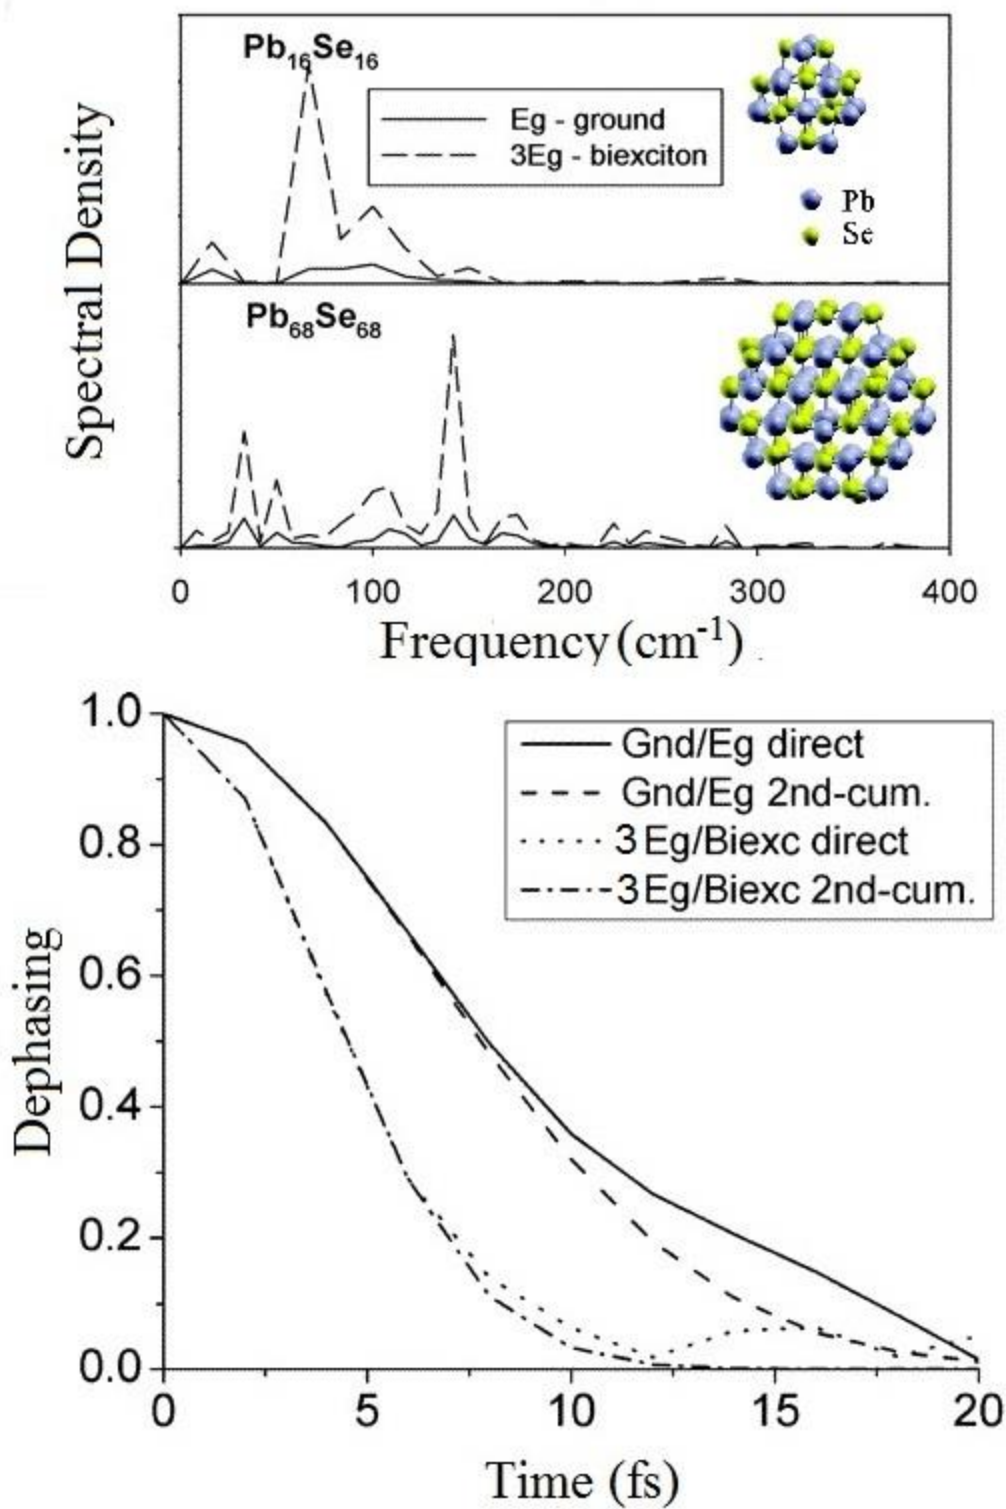 Pb₁₆Se₁₆
Eg - ground
3Eg - biexciton
Pb
Se
Spectral Density
Pb₆₈Se₆₈
0 100 200 300 400
Frequency (cm⁻¹)
1.0
0.8
0.6
0.4
0.2
0.0
Gnd/Eg direct
Gnd/Eg 2nd-cum.
3Eg/Biexc direct
3Eg/Biexc 2nd-cum.
Dephasing
0 5 10 15 20
Time (fs)